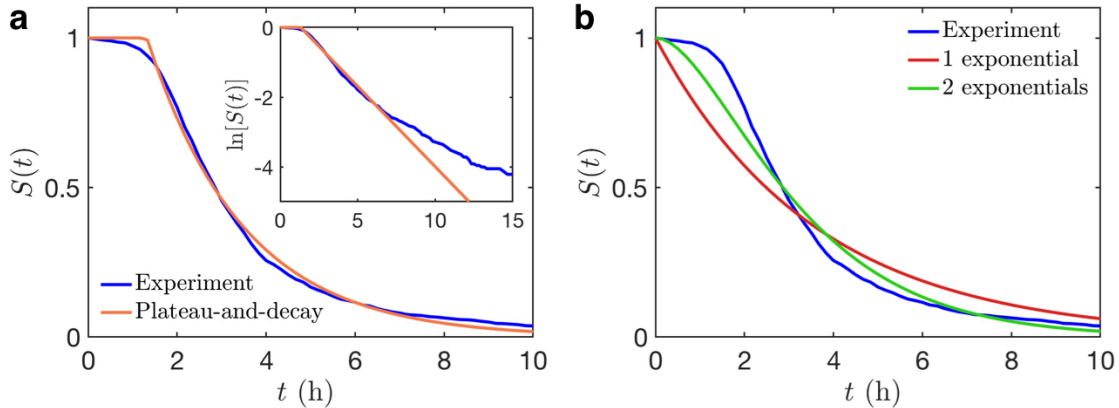 a
S(t)
1
0.5
0
0
2
4
6
8
10
t (h)
Experiment
Plateau-and-decay
ln[S(t)]
0
-2
-4
0
5
10
15
b
S(t)
1
0.5
0
0
2
4
6
8
10
t (h)
Experiment
1 exponential
2 exponentials